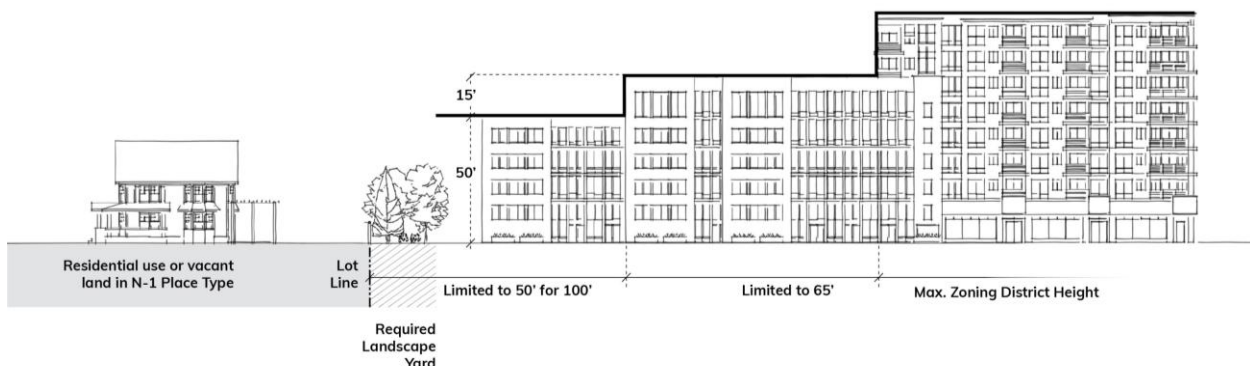 15'
50'
Residential use or vacant
land in N-1 Place Type
Lot
Line
Limited to 50' for 100'
Limited to 65'
Max. Zoning District Height
Required
Landscape
Yard